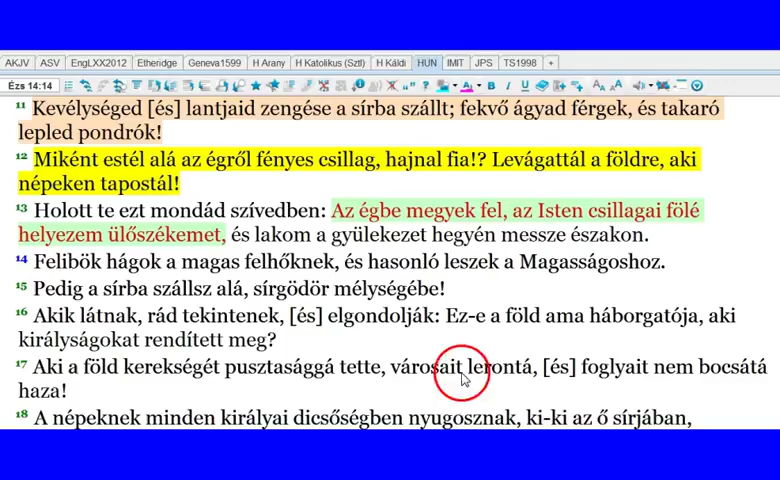 AKJV ASV EngLXX2012 Etheridge Geneva1599 H Arany H Katolikus (Sztl) H Káldi HUN IMIT JPS TS1998 +
Ézs 14:14
11 Kevélységed [és] lantjaid zengése a sírba szállt; fekvő ágyad férgek, és takaró
lepled pondrók!
12 Miként estél alá az égről fényes csillag, hajnal fia!? Levágattál a földre, aki
népeken tapostál!
13 Holott te ezt mondád szívedben: Az égbe megyek fel, az Isten csillagai fölé
helyezem ülőszékemet, és lakom a gyülekezet hegyén messze északon.
14 Felibök hágok a magas felhőknek, és hasonló leszek a Magasságoshoz.
15 Pedig a sírba szállsz alá, sírgödör mélységébe!
16 Akik látnak, rád tekintenek, [és] elgondolják: Ez-e a föld ama háborgatója, aki
királyságokat rendített meg?
17 Aki a föld kerekségét pusztasággá tette, városait lerontá, [és] foglyait nem bocsátá
haza!
18 A népeknek minden királyai dicsőségben nyugosznak, ki-ki az ő sírjában,